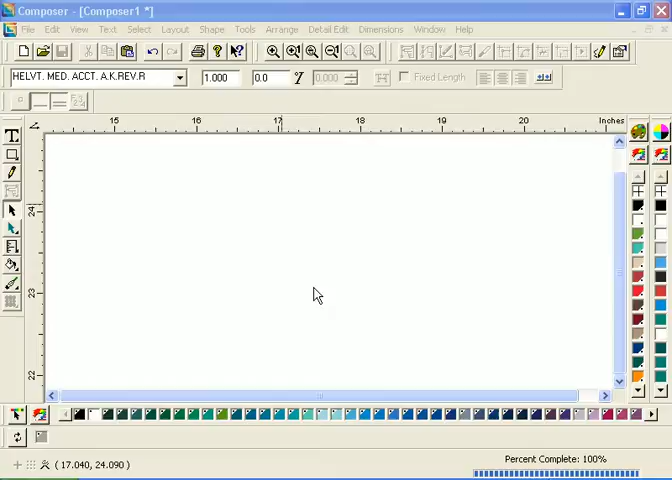 Composer - [Composer1 *]
File Edit View Text Select Layout Shape Tools Arrange Detail Edit Dimensions Window Help
HELVT. MED. ACCT. A.K.REV.R 1.000 0.0 0.000 Fixed Length
15 16 17 18 19 20 Inches
24
23
22
(17.040, 24.090)
Percent Complete: 100%